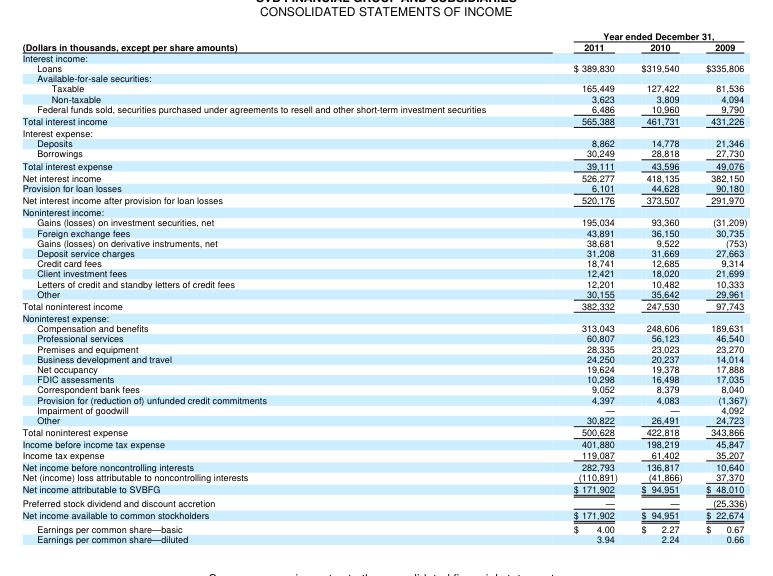 CONSOLIDATED STATEMENTS OF INCOME
Year ended December 31,
(Dollars in thousands, except per share amounts) 2011 2010 2009
Interest income:
Loans $ 389,830 $319,540 $335,806
Available-for-sale securities:
Taxable 165,449 127,422 81,536
Non-taxable 3,623 3,809 4,094
Federal funds sold, securities purchased under agreements to resell and other short-term investment securities 6,486 10,960 9,790
Total interest income 565,388 461,731 431,226
Interest expense:
Deposits 8,862 14,778 21,346
Borrowings 30,249 28,818 27,730
Total interest expense 39,111 43,596 49,076
Net interest income 526,277 418,135 382,150
Provision for loan losses 6,101 44,628 90,180
Net interest income after provision for loan losses 520,176 373,507 291,970
Noninterest income:
Gains (losses) on investment securities, net 195,034 93,360 (31,209)
Foreign exchange fees 43,891 36,150 30,735
Gains (losses) on derivative instruments, net 38,681 9,522 (753)
Deposit service charges 31,208 31,669 27,663
Credit card fees 18,741 12,685 9,314
Client investment fees 12,421 18,020 21,699
Letters of credit and standby letters of credit fees 12,201 10,482 10,333
Other 30,155 35,642 29,961
Total noninterest income 382,332 247,530 97,743
Noninterest expense:
Compensation and benefits 313,043 248,606 189,631
Professional services 60,807 56,123 46,540
Premises and equipment 28,335 23,023 23,270
Business development and travel 24,250 20,237 14,014
Net occupancy 19,624 19,378 17,888
FDIC assessments 10,298 16,498 17,035
Correspondent bank fees 9,052 8,379 8,040
Provision for (reduction of) unfunded credit commitments 4,397 4,083 (1,367)
Impairment of goodwill — — 4,092
Other 30,822 26,491 24,723
Total noninterest expense 500,628 422,818 343,866
Income before income tax expense 401,880 198,219 45,847
Income tax expense 119,087 61,402 35,207
Net income before noncontrolling interests 282,793 136,817 10,640
Net (income) loss attributable to noncontrolling interests (110,891) (41,866) 37,370
Net income attributable to SVBFG $ 171,902 $ 94,951 $ 48,010
Preferred stock dividend and discount accretion — — (25,336)
Net income available to common stockholders $ 171,902 $ 94,951 $ 22,674
Earnings per common share—basic $ 4.00 $ 2.27 $ 0.67
Earnings per common share—diluted 3.94 2.24 0.66